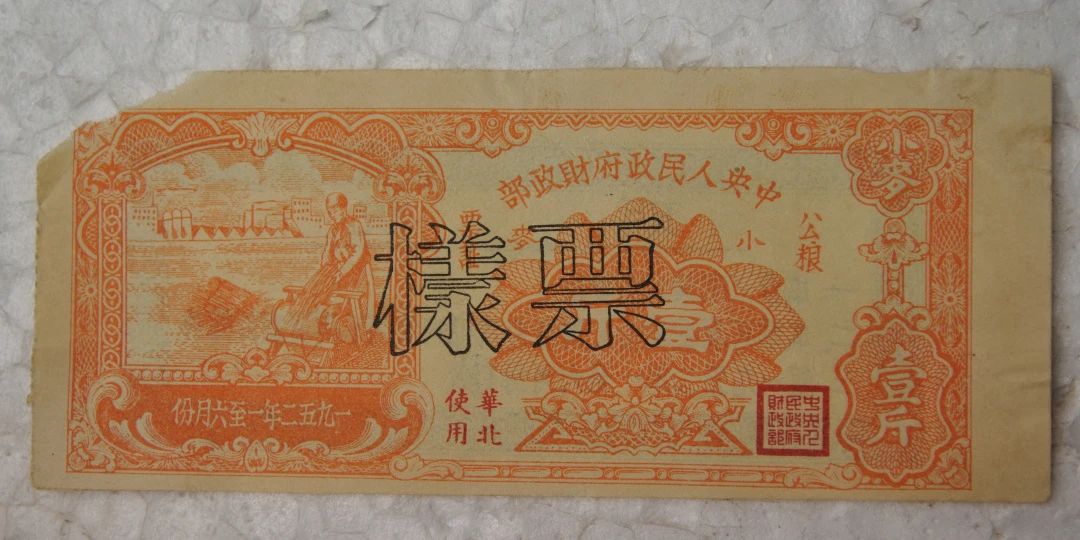 中央人民政府財政部
公粮
票
小麥
樣票
壹
小麥
壹斤
華北
使用
一九五二年一至六月份
中央人
民政府
財政部